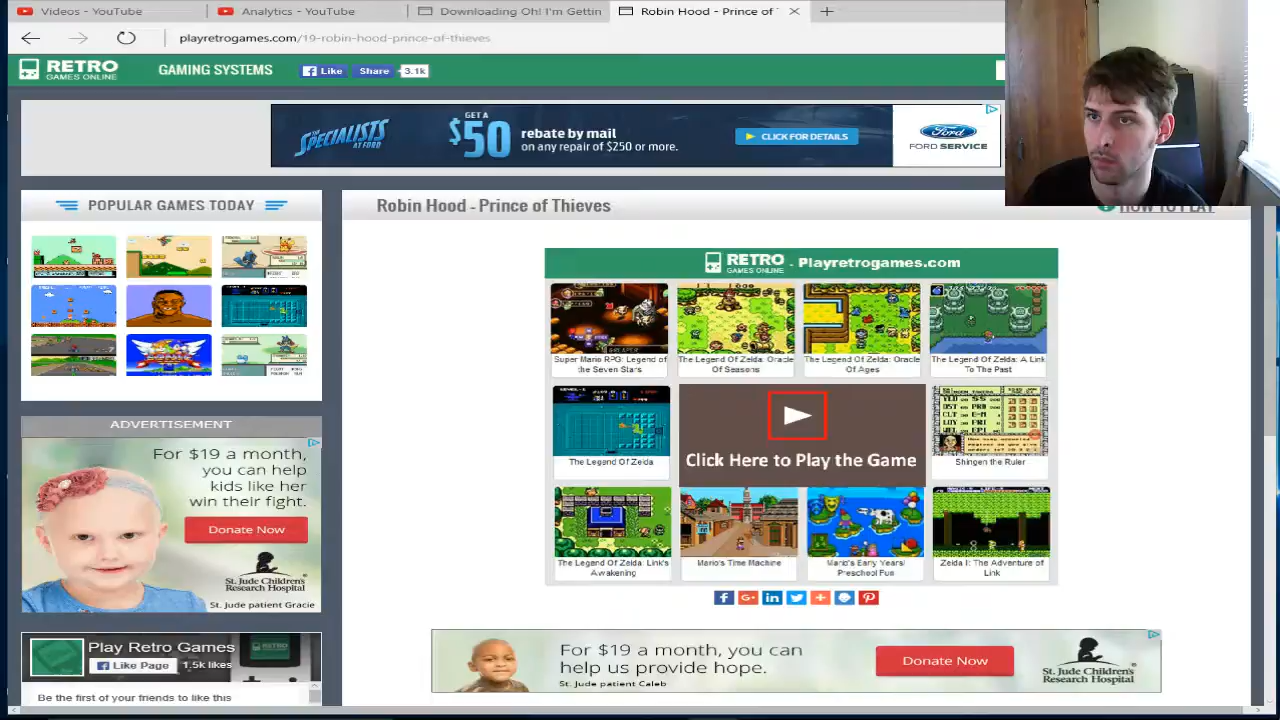 Videos - YouTube
Analytics - YouTube
Downloading Oh! I'm Gettin
Robin Hood - Prince of
playretrogames.com/19-robin-hood-prince-of-thieves
RETRO
GAMES ONLINE
GAMING SYSTEMS
Like
Share
3.1k
THE
SPECIALISTS
AT FORD
GET A
$50
rebate by mail
on any repair of $250 or more.
CLICK FOR DETAILS
Ford
FORD SERVICE
POPULAR GAMES TODAY
Robin Hood - Prince of Thieves
HOW TO PLAY
RETRO
GAMES ONLINE
- Playretrogames.com
Super Mario RPG: Legend of
the Seven Stars
The Legend Of Zelda: Oracle
Of Seasons
The Legend Of Zelda: Oracle
Of Ages
The Legend Of Zelda: A Link
To The Past
The Legend Of Zelda
Click Here to Play the Game
Shingen the Ruler
The Legend Of Zelda: Link's
Awakening
Mario's Time Machine
Mario's Early Years!
Preschool Fun
Zelda II: The Adventure of
Link
ADVERTISEMENT
For $19 a month,
you can help
kids like her
win their fight.
Donate Now
St. Jude Children's
Research Hospital
St. Jude patient Gracie
Play Retro Games
Like Page
1.5k likes
Be the first of your friends to like this
For $19 a month, you can
help us provide hope.
St. Jude patient Caleb
Donate Now
St. Jude Children's
Research Hospital